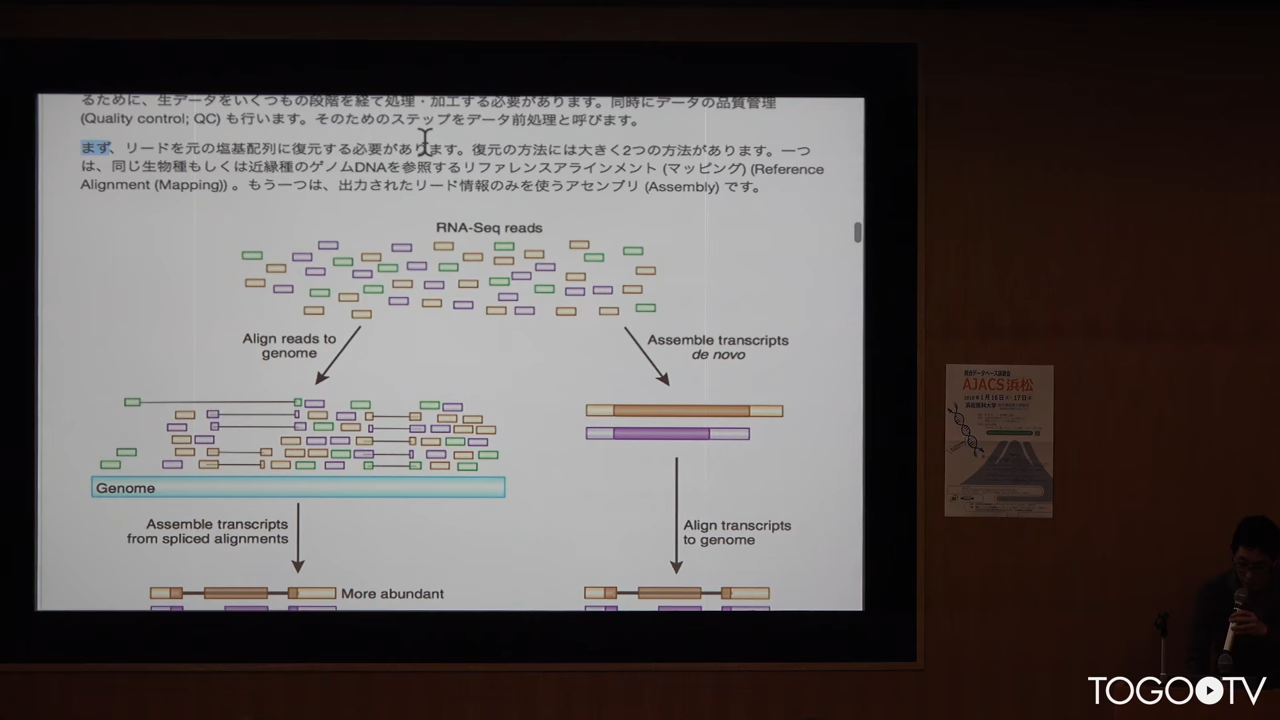 るために、生データをいくつもの段階を経て処理・加工する必要があります。同時にデータの品質管理
(Quality control; QC) も行います。そのためのステップをデータ前処理と呼びます。
まず、リードを元の塩基配列に復元する必要があります。復元の方法には大きく2つの方法があります。一つ
は、同じ生物種もしくは近縁種のゲノムDNAを参照するリファレンスアラインメント (マッピング) (Reference
Alignment (Mapping)) 。もう一つは、出力されたリード情報のみを使うアセンブリ (Assembly) です。
RNA-Seq reads
Align reads to
genome
Assemble transcripts
de novo
Genome
Assemble transcripts
from spliced alignments
Align transcripts
to genome
More abundant
AJACS浜松
TOGO TV